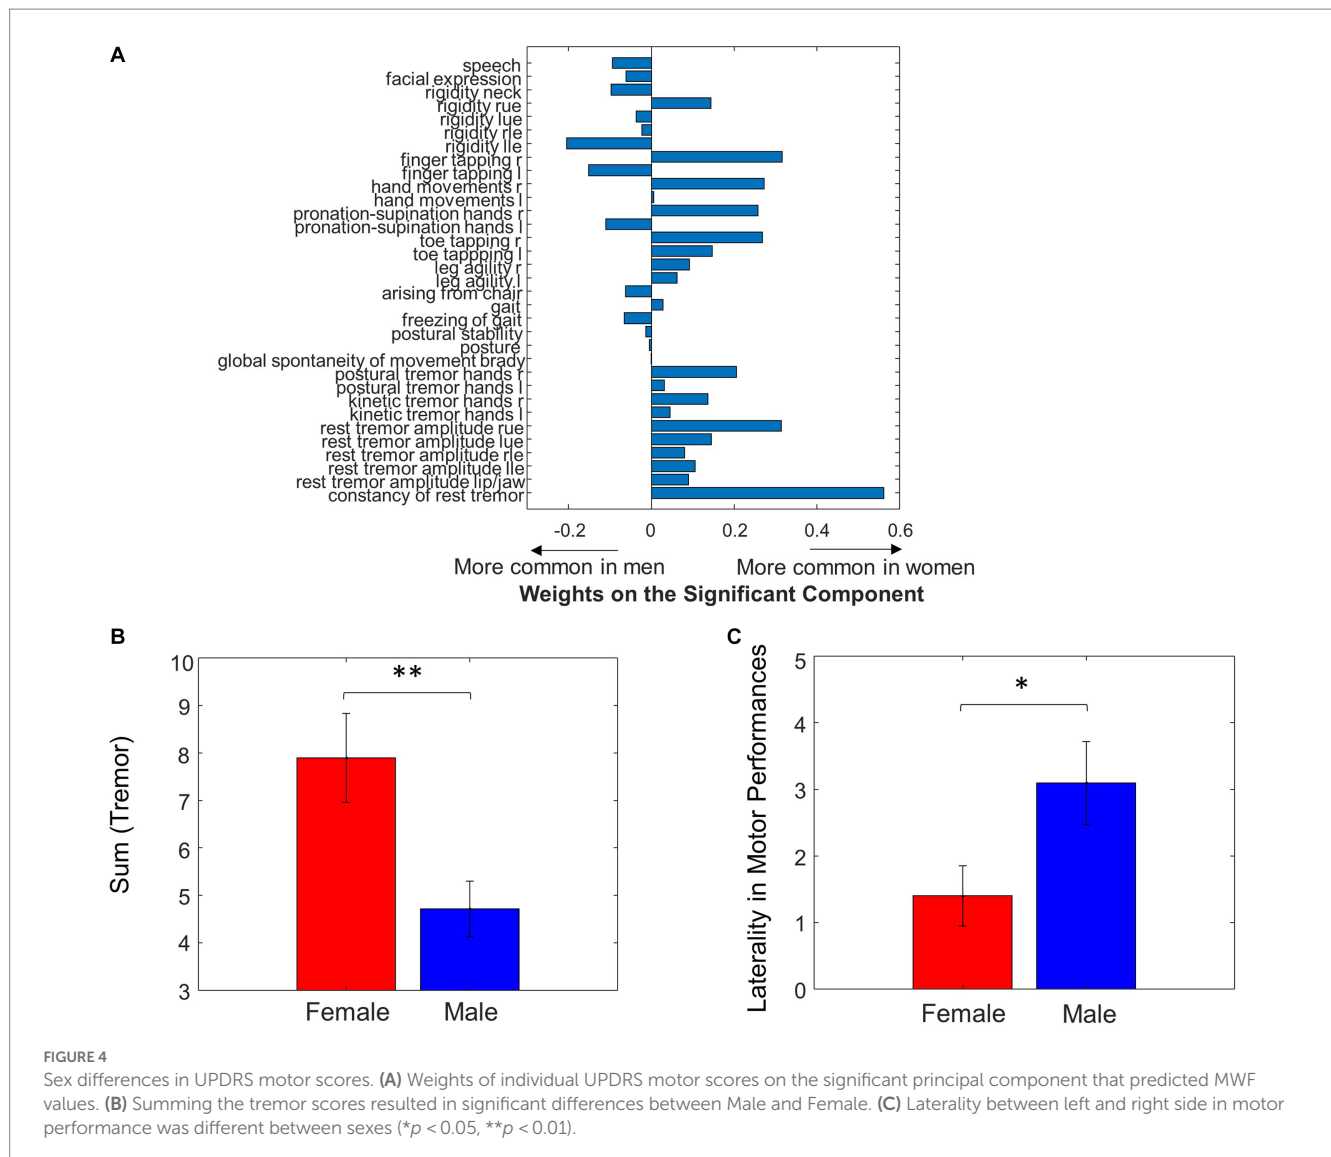 A
speech
facial expression
rigidity neck
rigidity rue
rigidity lue
rigidity rle
rigidity lle
finger tapping r
finger tapping l
hand movements r
hand movements l
pronation-supination hands r
pronation-supination hands l
toe tapping r
toe tappping l
leg agility r
leg agility l
arising from chair
gait
freezing of gait
postural stability
posture
global spontaneity of movement brady
postural tremor hands r
postural tremor hands l
kinetic tremor hands r
kinetic tremor hands l
rest tremor amplitude rue
rest tremor amplitude lue
rest tremor amplitude rle
rest tremor amplitude lle
rest tremor amplitude lip/jaw
constancy of rest tremor
-0.2 0 0.2 0.4 0.6
More common in men More common in women
Weights on the Significant Component
B
10
9
8
7
6
5
4
3
Sum (Tremor)
**
Female Male
C
5
4
3
2
1
0
Laterality in Motor Performances
*
Female Male
FIGURE 4
Sex differences in UPDRS motor scores. (A) Weights of individual UPDRS motor scores on the significant principal component that predicted MWF
values. (B) Summing the tremor scores resulted in significant differences between Male and Female. (C) Laterality between left and right side in motor
performance was different between sexes (*p < 0.05, **p < 0.01).